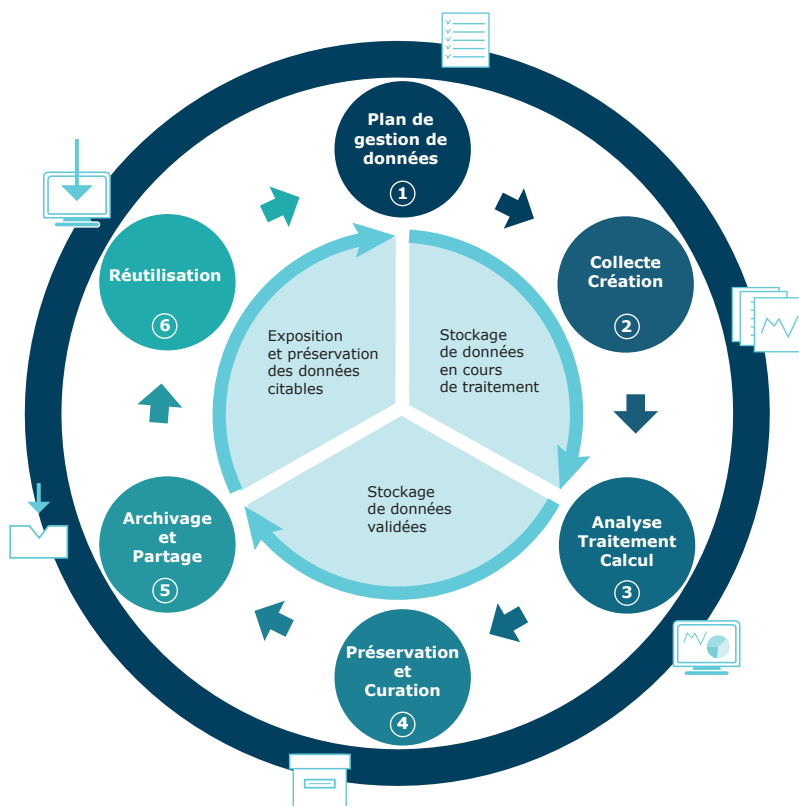 Plan de
gestion de
données
1
Collecte
Création
2
Analyse
Traitement
Calcul
3
Préservation
et
Curation
4
Archivage
et
Partage
5
Réutilisation
6
Exposition
et préservation
des données
citables
Stockage
de données
en cours
de traitement
Stockage
de données
validées